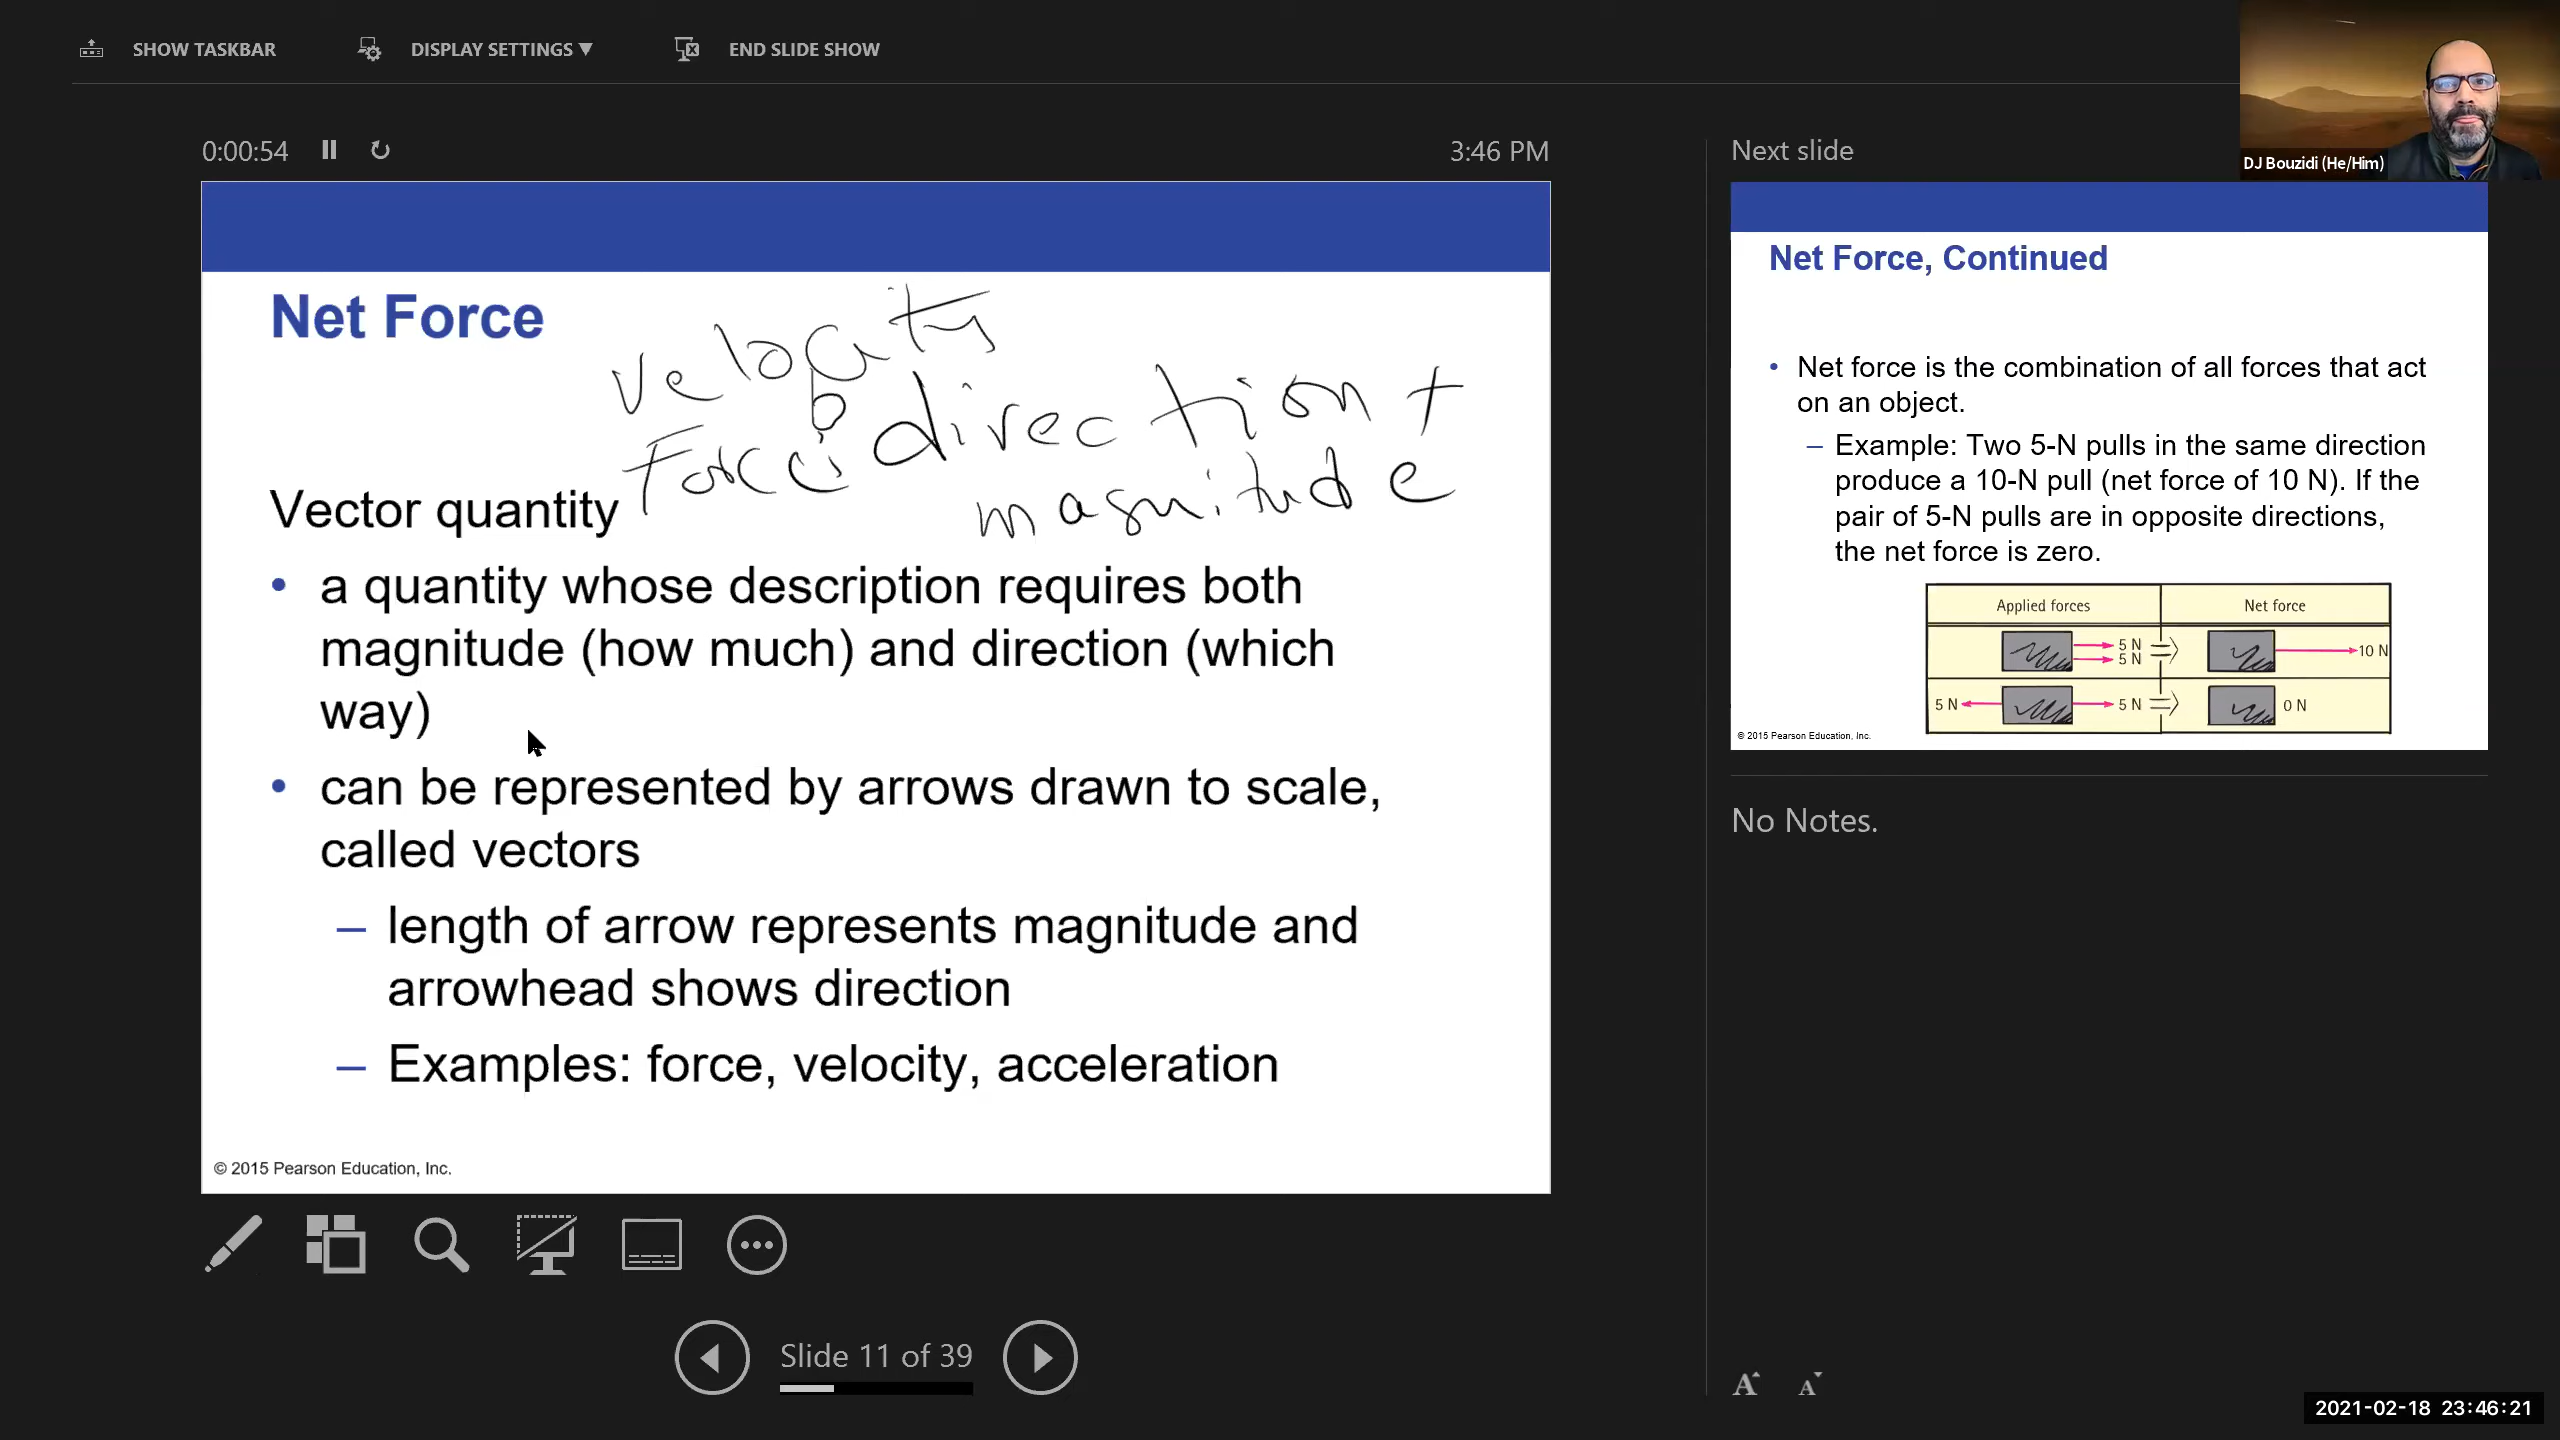 SHOW TASKBAR
DISPLAY SETTINGS ▼
END SLIDE SHOW
DJ Bouzidi (He/Him)
0:00:54
3:46 PM
Net Force
velocity
Force: direction +
magnitude
Vector quantity
• a quantity whose description requires both
magnitude (how much) and direction (which
way)
• can be represented by arrows drawn to scale,
called vectors
– length of arrow represents magnitude and
arrowhead shows direction
– Examples: force, velocity, acceleration
© 2015 Pearson Education, Inc.
Slide 11 of 39
Next slide
Net Force, Continued
• Net force is the combination of all forces that act
on an object.
– Example: Two 5-N pulls in the same direction
produce a 10-N pull (net force of 10 N). If the
pair of 5-N pulls are in opposite directions,
the net force is zero.
Applied forces
Net force
5 N
5 N
10 N
5 N
5 N
0 N
© 2015 Pearson Education, Inc.
No Notes.
A A
2021-02-18 23:46:21